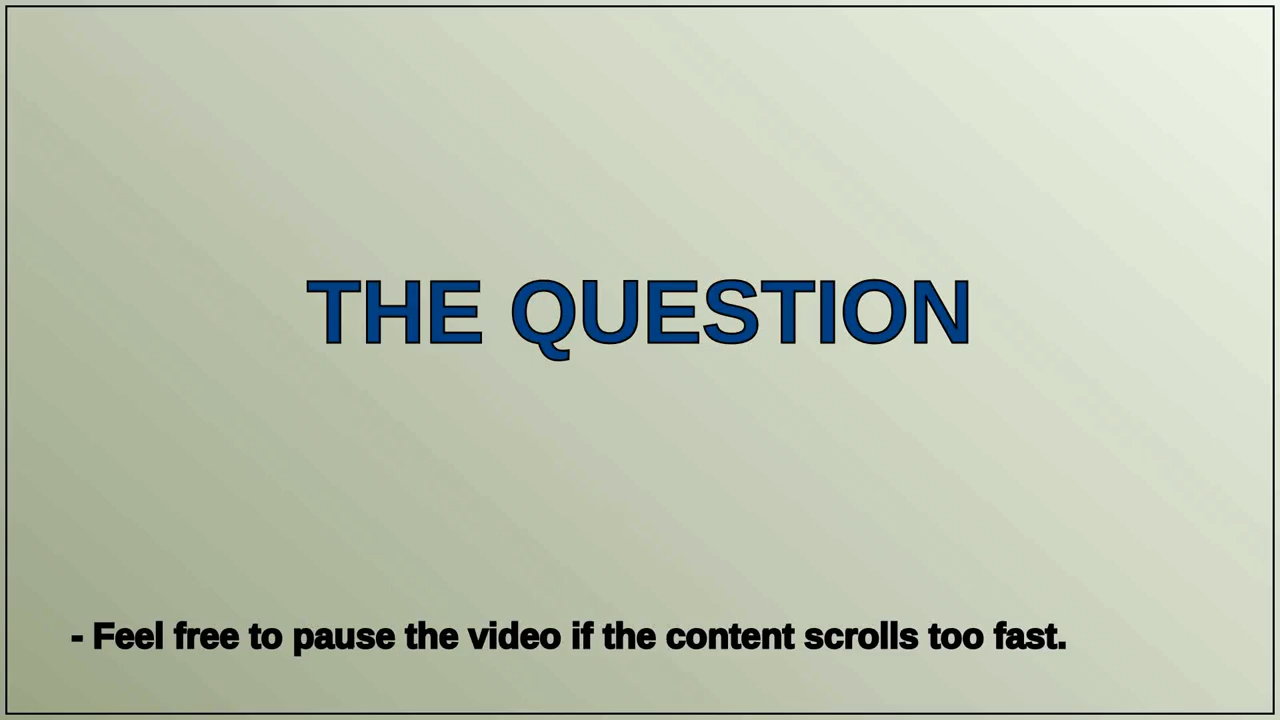 THE QUESTION
- Feel free to pause the video if the content scrolls too fast.